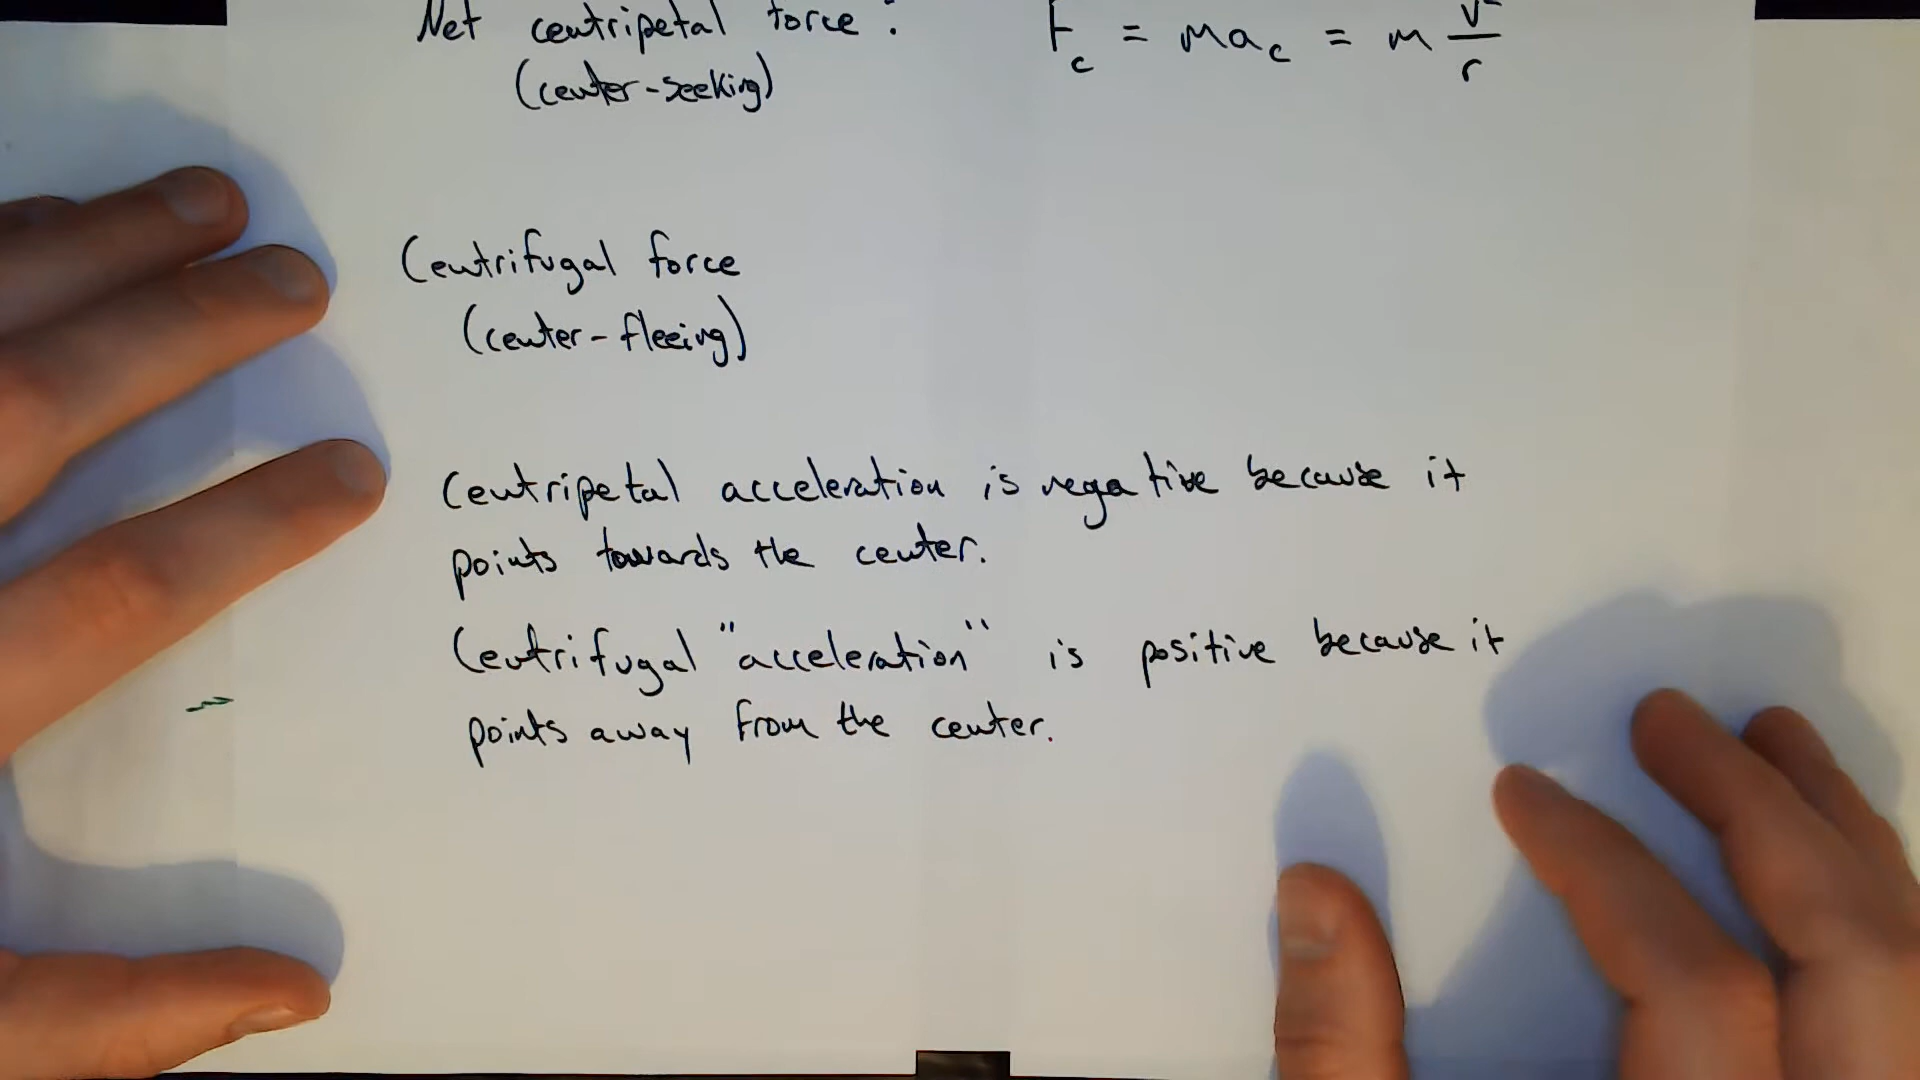 Net centripetal force :
F_c = ma_c = m v²/r
(center-seeking)
Centrifugal force
(center-fleeing)
Centripetal acceleration is negative because it
points towards the center.
Centrifugal "acceleration" is positive because it
points away from the center.